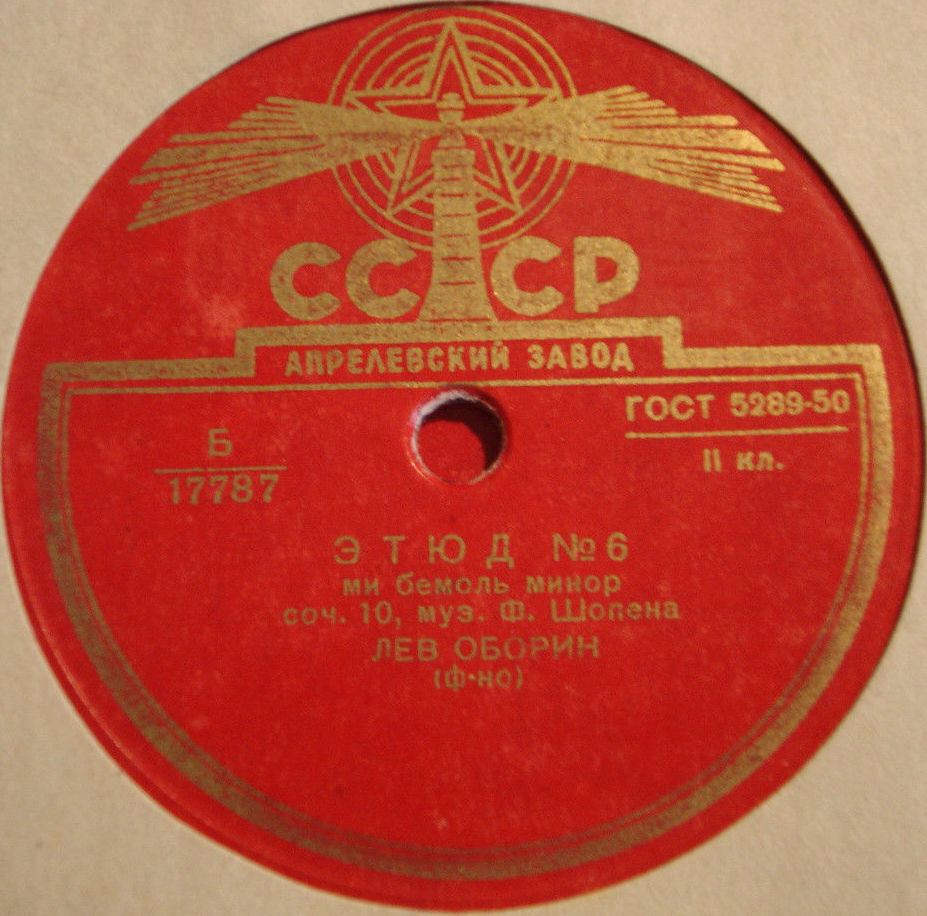 СССР
АПРЕЛЕВСКИЙ ЗАВОД
ГОСТ 5289-50
II кл.
Б
17787
ЭТЮД №6
ми бемоль минор
соч. 10, муз. Ф. Шопена
ЛЕВ ОБОРИН
(ф-но)